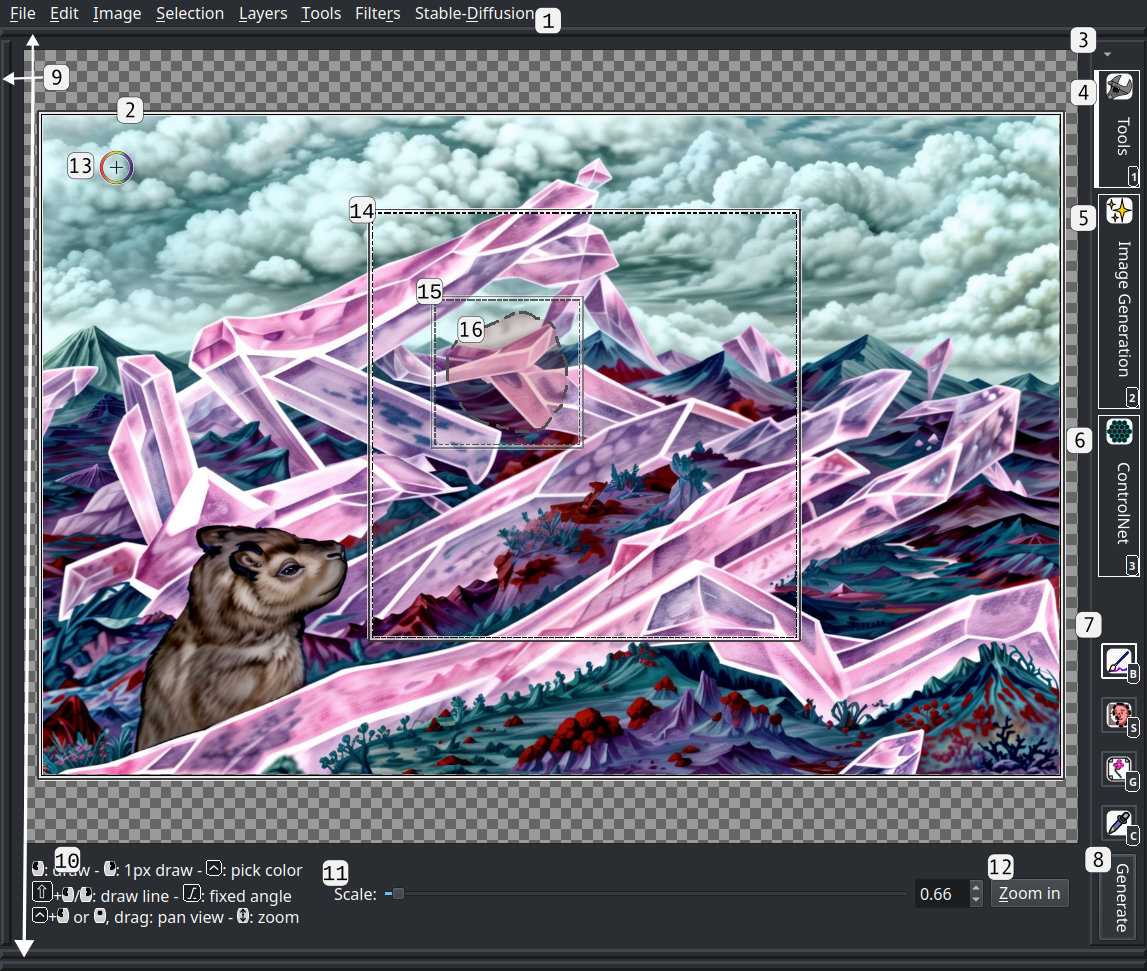 File Edit Image Selection Layers Tools Filters Stable-Diffusion
1
3
9
4
2
Tools
1
13
14
5
Image Generation
2
15
16
6
ControlNet
3
7
B
S
G
C
10
: draw - : 1px draw - : pick color
+ / : draw line - : fixed angle
+ or , drag: pan view - : zoom
11
Scale:
0.66
12
Zoom in
8
Generate